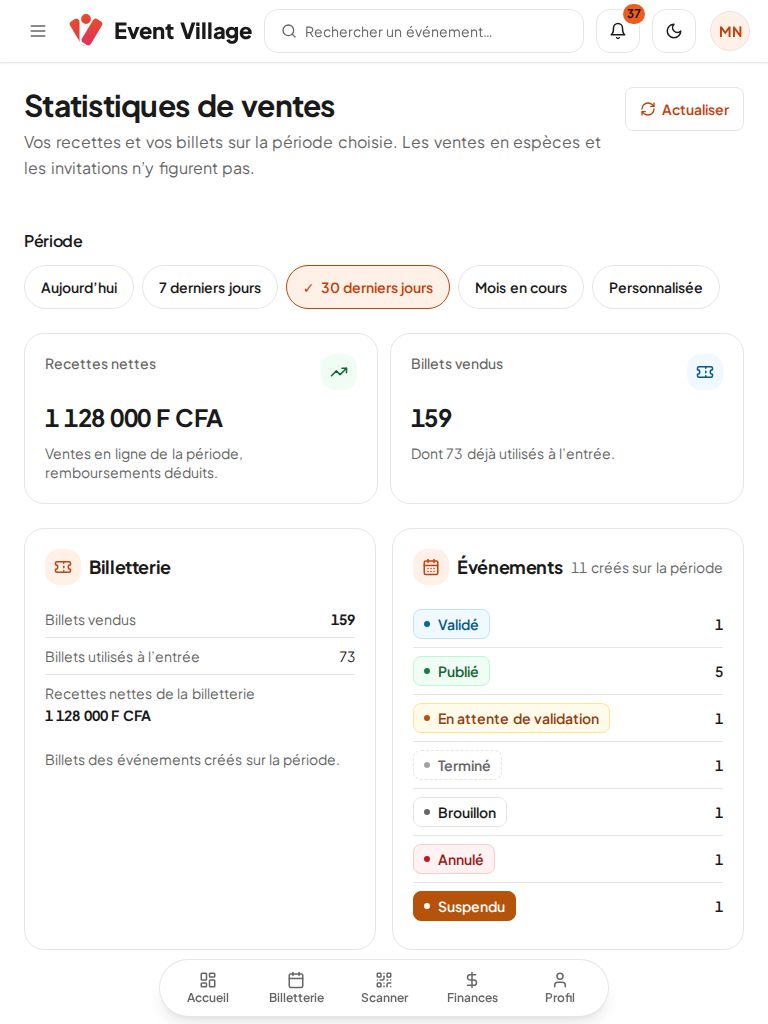 Event Village
Rechercher un événement...
37
MN
Statistiques de ventes
Actualiser
Vos recettes et vos billets sur la période choisie. Les ventes en espèces et
les invitations n'y figurent pas.
Période
Aujourd'hui
7 derniers jours
✓ 30 derniers jours
Mois en cours
Personnalisée
Recettes nettes
1 128 000 F CFA
Ventes en ligne de la période,
remboursements déduits.
Billets vendus
159
Dont 73 déjà utilisés à l'entrée.
Billetterie
Billets vendus 159
Billets utilisés à l'entrée 73
Recettes nettes de la billetterie
1 128 000 F CFA
Billets des événements créés sur la période.
Événements 11 créés sur la période
Validé 1
Publié 5
En attente de validation 1
Terminé 1
Brouillon 1
Annulé 1
Suspendu 1
Accueil
Billetterie
Scanner
Finances
Profil